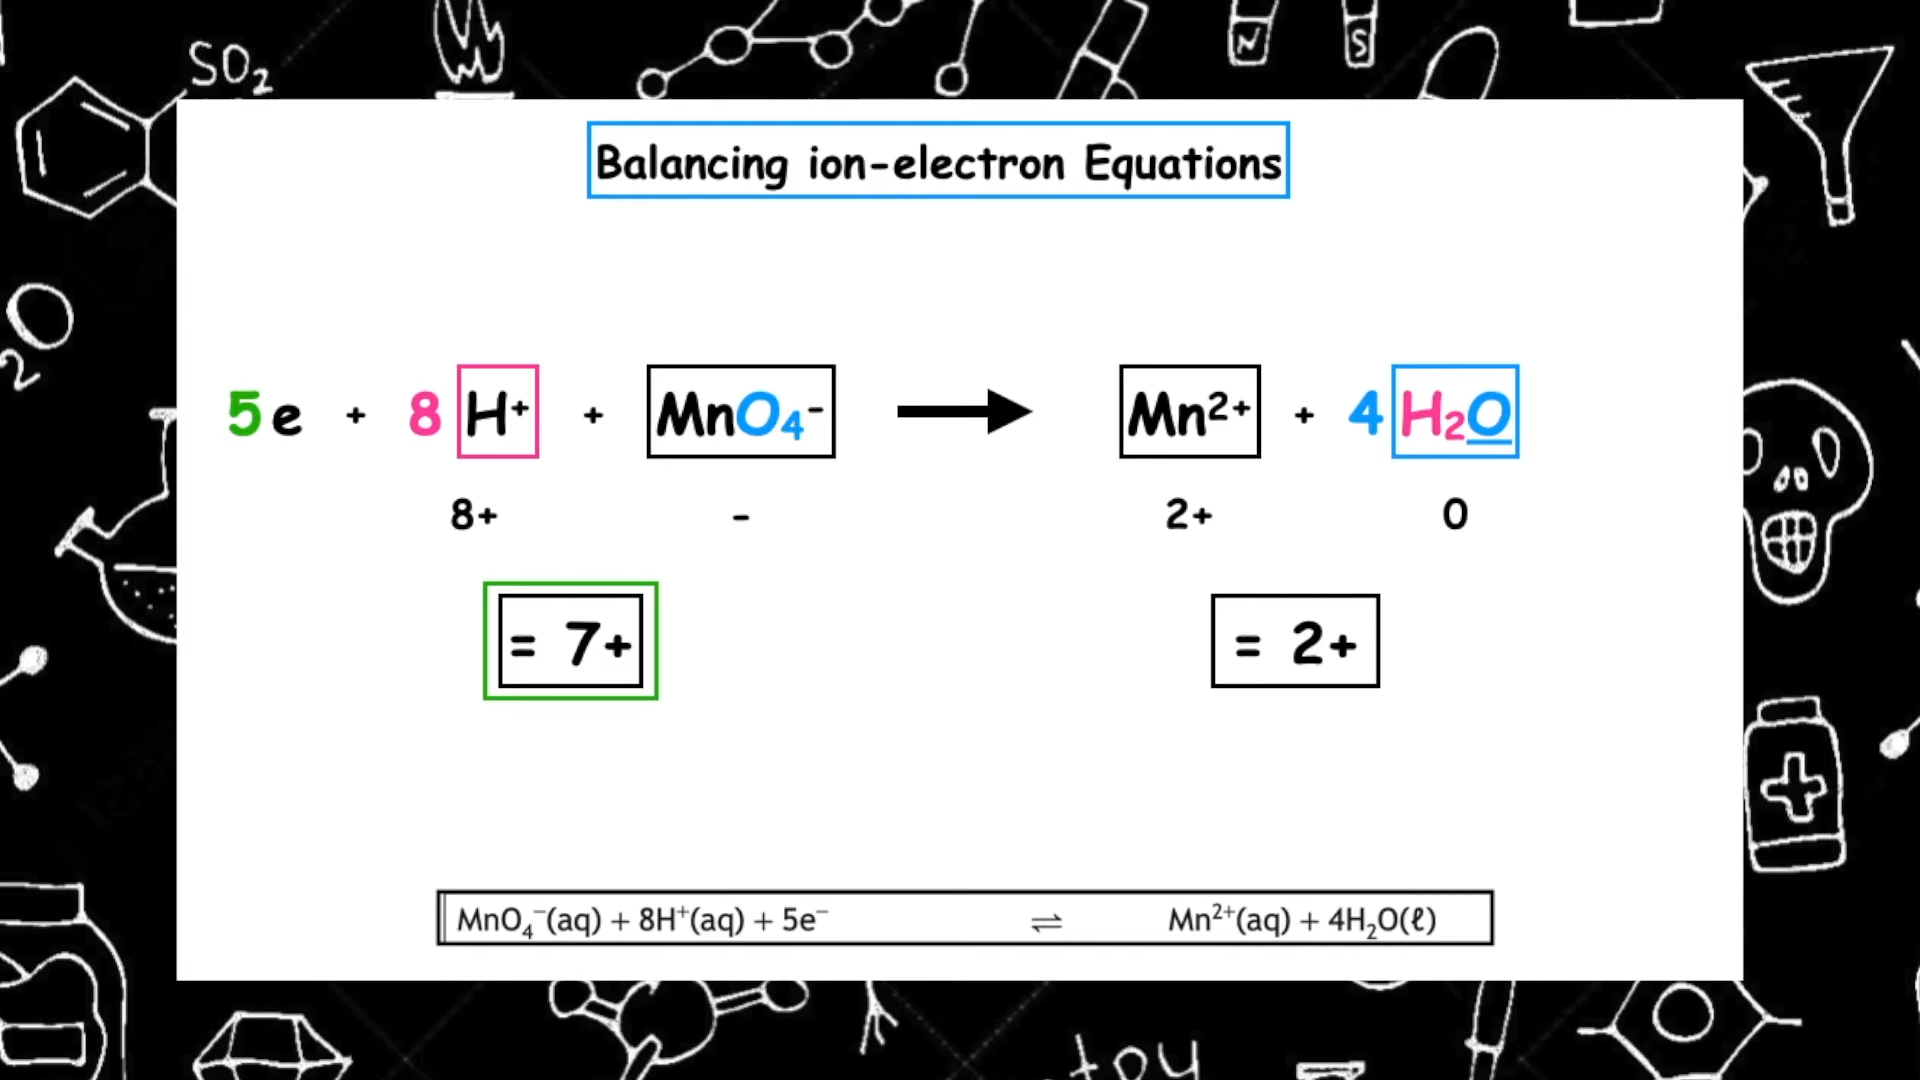 SO₂
N S
Balancing ion-electron Equations
₂O
5e + 8 H⁺ + MnO₄⁻ → Mn²⁺ + 4 H₂O
8+ - 2+ 0
= 7+ = 2+
MnO₄⁻(aq) + 8H⁺(aq) + 5e⁻ ⇌ Mn²⁺(aq) + 4H₂O(ℓ)